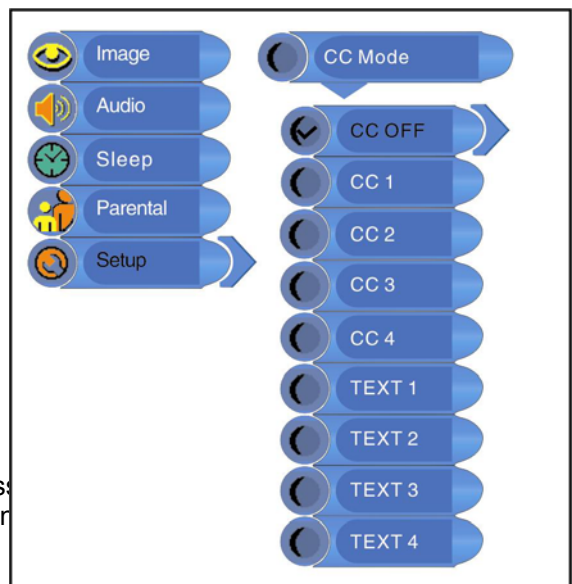 Image
Audio
Sleep
Parental
Setup
CC Mode
CC OFF
CC 1
CC 2
CC 3
CC 4
TEXT 1
TEXT 2
TEXT 3
TEXT 4